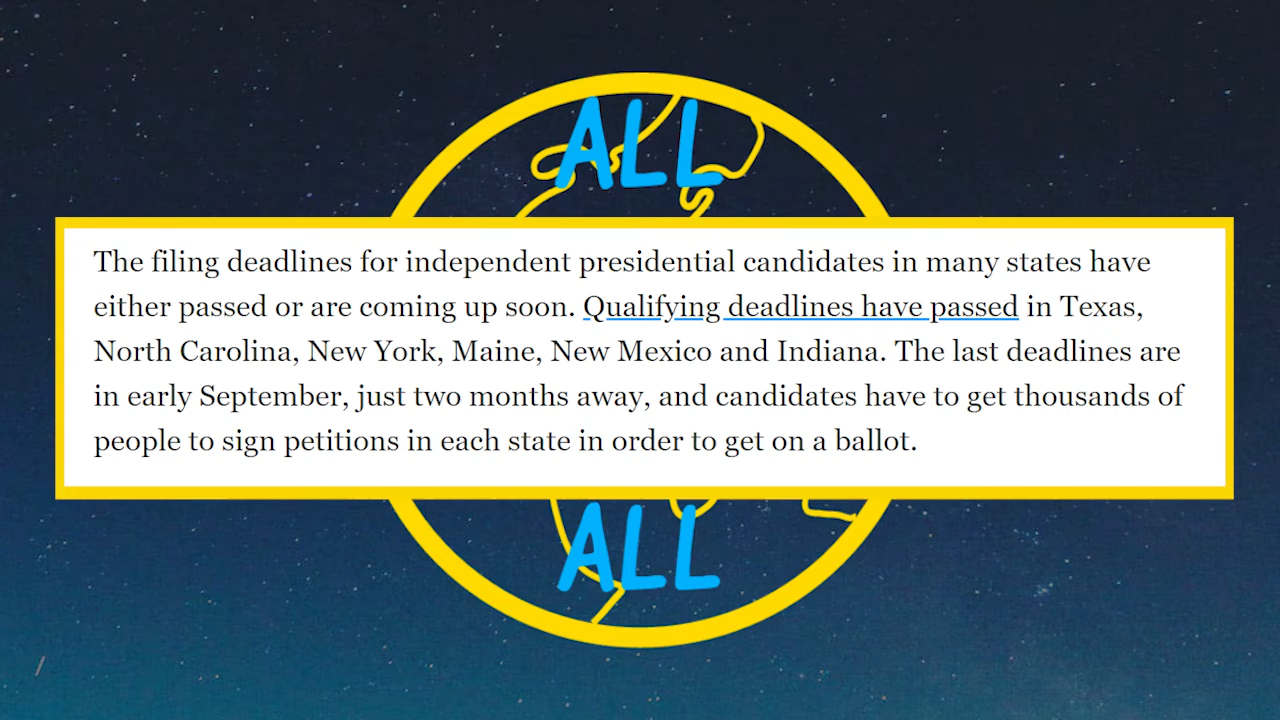 ALL
The filing deadlines for independent presidential candidates in many states have
either passed or are coming up soon. Qualifying deadlines have passed in Texas,
North Carolina, New York, Maine, New Mexico and Indiana. The last deadlines are
in early September, just two months away, and candidates have to get thousands of
people to sign petitions in each state in order to get on a ballot.
ALL